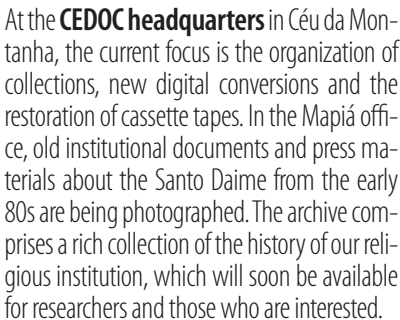 At the CEDOC headquarters in Céu da Mon-
tanha, the current focus is the organization of
collections, new digital conversions and the
restoration of cassette tapes. In the Mapiá offi-
ce, old institutional documents and press ma-
terials about the Santo Daime from the early
80s are being photographed. The archive com-
prises a rich collection of the history of our reli-
gious institution, which will soon be available
for researchers and those who are interested.